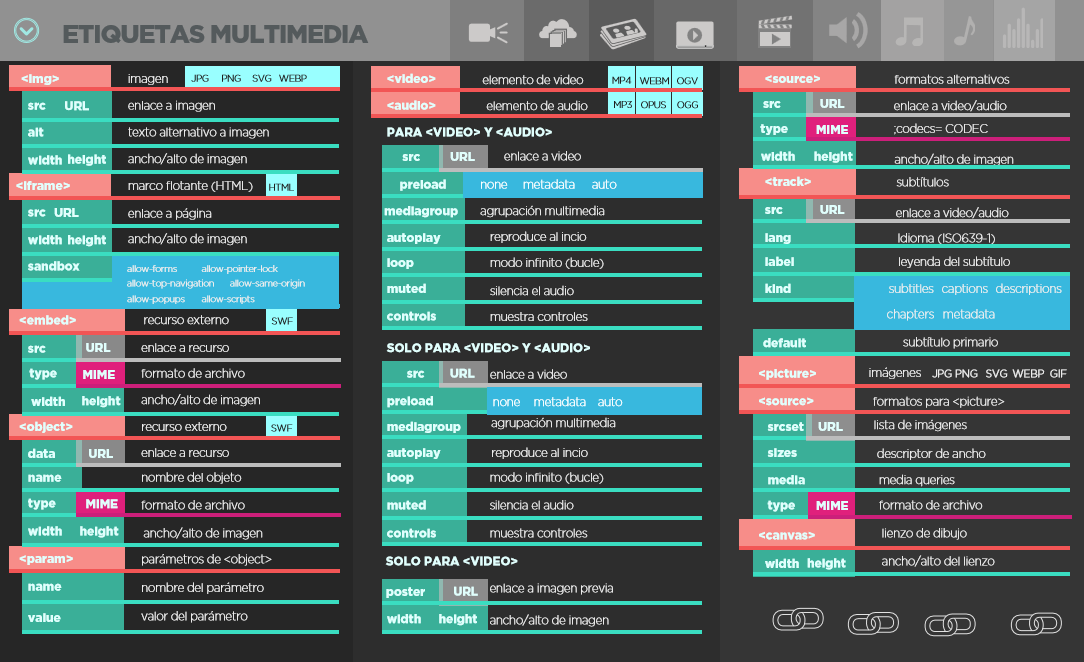 ETIQUETAS MULTIMEDIA
<img> imagen JPG PNG SVG WEBP
src URL enlace a imagen
alt texto alternativo a imagen
width height ancho/alto de imagen
<iframe> marco flotante (HTML) HTML
src URL enlace a página
width height ancho/alto de imagen
sandbox allow-forms allow-pointer-lock
allow-top-navigation allow-same-origin
allow-popups allow-scripts
<embed> recurso externo SWF
src URL enlace a recurso
type MIME formato de archivo
width height ancho/alto de imagen
<object> recurso externo SWF
data URL enlace a recurso
name nombre del objeto
type MIME formato de archivo
width height ancho/alto de imagen
<param> parámetros de <object>
name nombre del parámetro
value valor del parámetro
<video> elemento de video MP4 WEBM OGV
<audio> elemento de audio MP3 OPUS OGG
PARA <VIDEO> Y <AUDIO>
src URL enlace a video
preload none metadata auto
mediagroup agrupación multimedia
autoplay reproduce al incio
loop modo infinito (bucle)
muted silencia el audio
controls muestra controles
SOLO PARA <VIDEO> Y <AUDIO>
src URL enlace a video
preload none metadata auto
mediagroup agrupación multimedia
autoplay reproduce al incio
loop modo infinito (bucle)
muted silencia el audio
controls muestra controles
SOLO PARA <VIDEO>
poster URL enlace a imagen previa
width height ancho/alto de imagen
<source> formatos alternativos
src URL enlace a video/audio
type MIME ;codecs= CODEC
width height ancho/alto de imagen
<track> subtítulos
src URL enlace a video/audio
lang Idioma (ISO639-1)
label leyenda del subtítulo
kind subtitles captions descriptions
chapters metadata
default subtítulo primario
<picture> imágenes JPG PNG SVG WEBP GIF
<source> formatos para <picture>
srcset URL lista de imágenes
sizes descriptor de ancho
media media queries
type MIME formato de archivo
<canvas> lienzo de dibujo
width height ancho/alto del lienzo